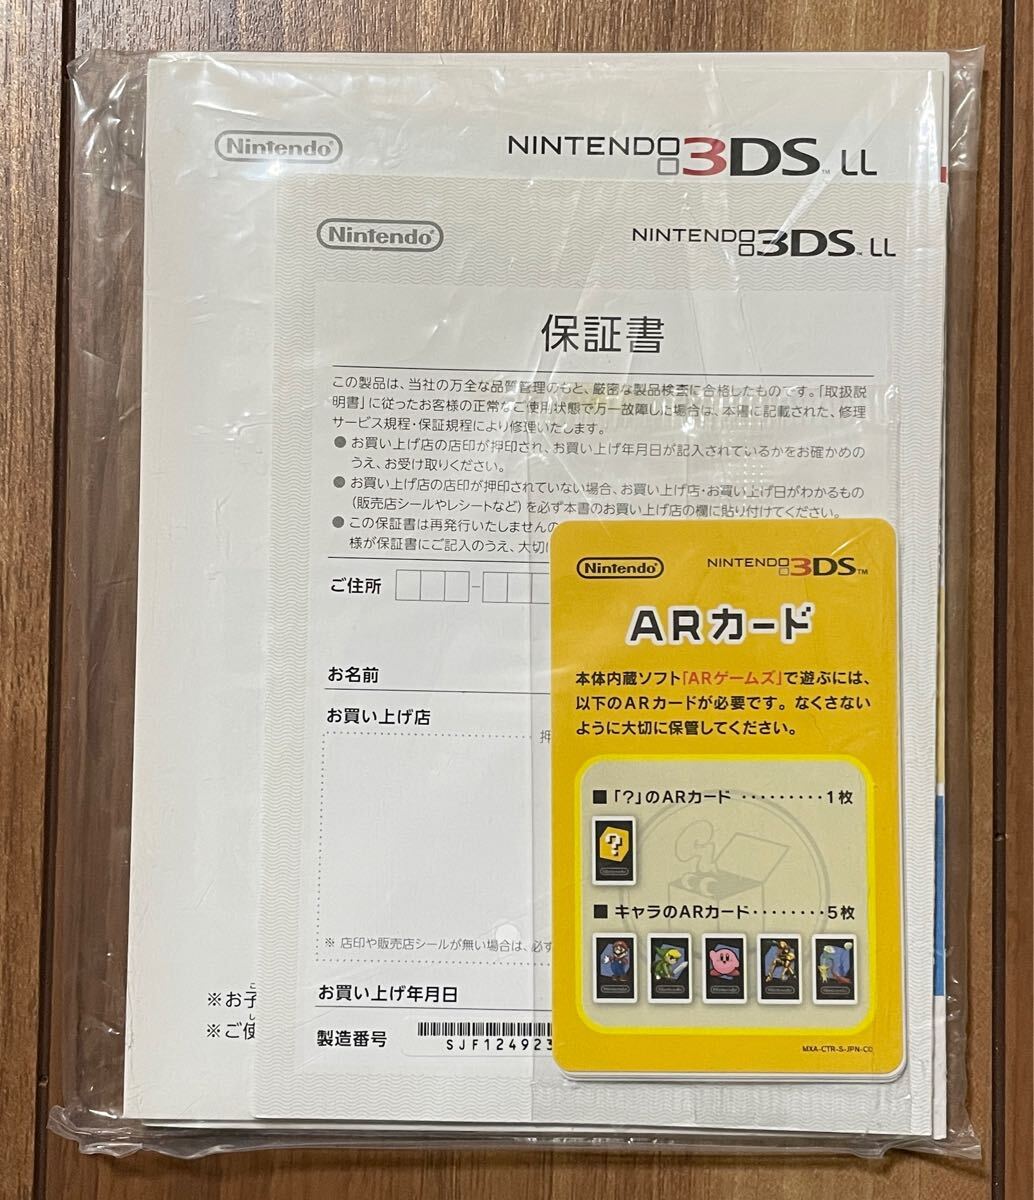 Nintendo
NINTENDO3DS™ LL
Nintendo
NINTENDO3DS™ LL
保証書
この製品は、当社の万全な品質管理のもと、厳密な製品検査に合格したものです。「取扱説
明書」に従ったお客様の正常なご使用状態で万一故障した場合は、本陽に記載された、修理
サービス規程・保証規程により修理いたします。
● お買い上げ店の店印が押印され、お買い上げ年月日が記入されているかをお確かめの
うえ、お受け取りください。
● お買い上げ店の店印が押印されていない場合、お買い上げ店・お買い上げ日がわかるもの
（販売店シールやレシートなど）を必ず本書のお買い上げ店の欄に貼り付けてください。
● この保証書は再発行いたしませんの
様が保証書にご記入のうえ、大切に
ご住所
お名前
お買い上げ店
押
※ 店印や販売店シールが無い場合は、必ず
お買い上げ年月日
製造番号
SJF124923
※お子
※ご使
Nintendo
NINTENDO3DS™
ARカード
本体内蔵ソフト「ARゲームズ」で遊ぶには、
以下のARカードが必要です。なくさない
ように大切に保管してください。
■「?」のARカード ·········1枚
?
Nintendo
■ キャラのARカード········5枚
Nintendo Nintendo Nintendo Nintendo Nintendo
MXA-CTR-S-JPN-C0